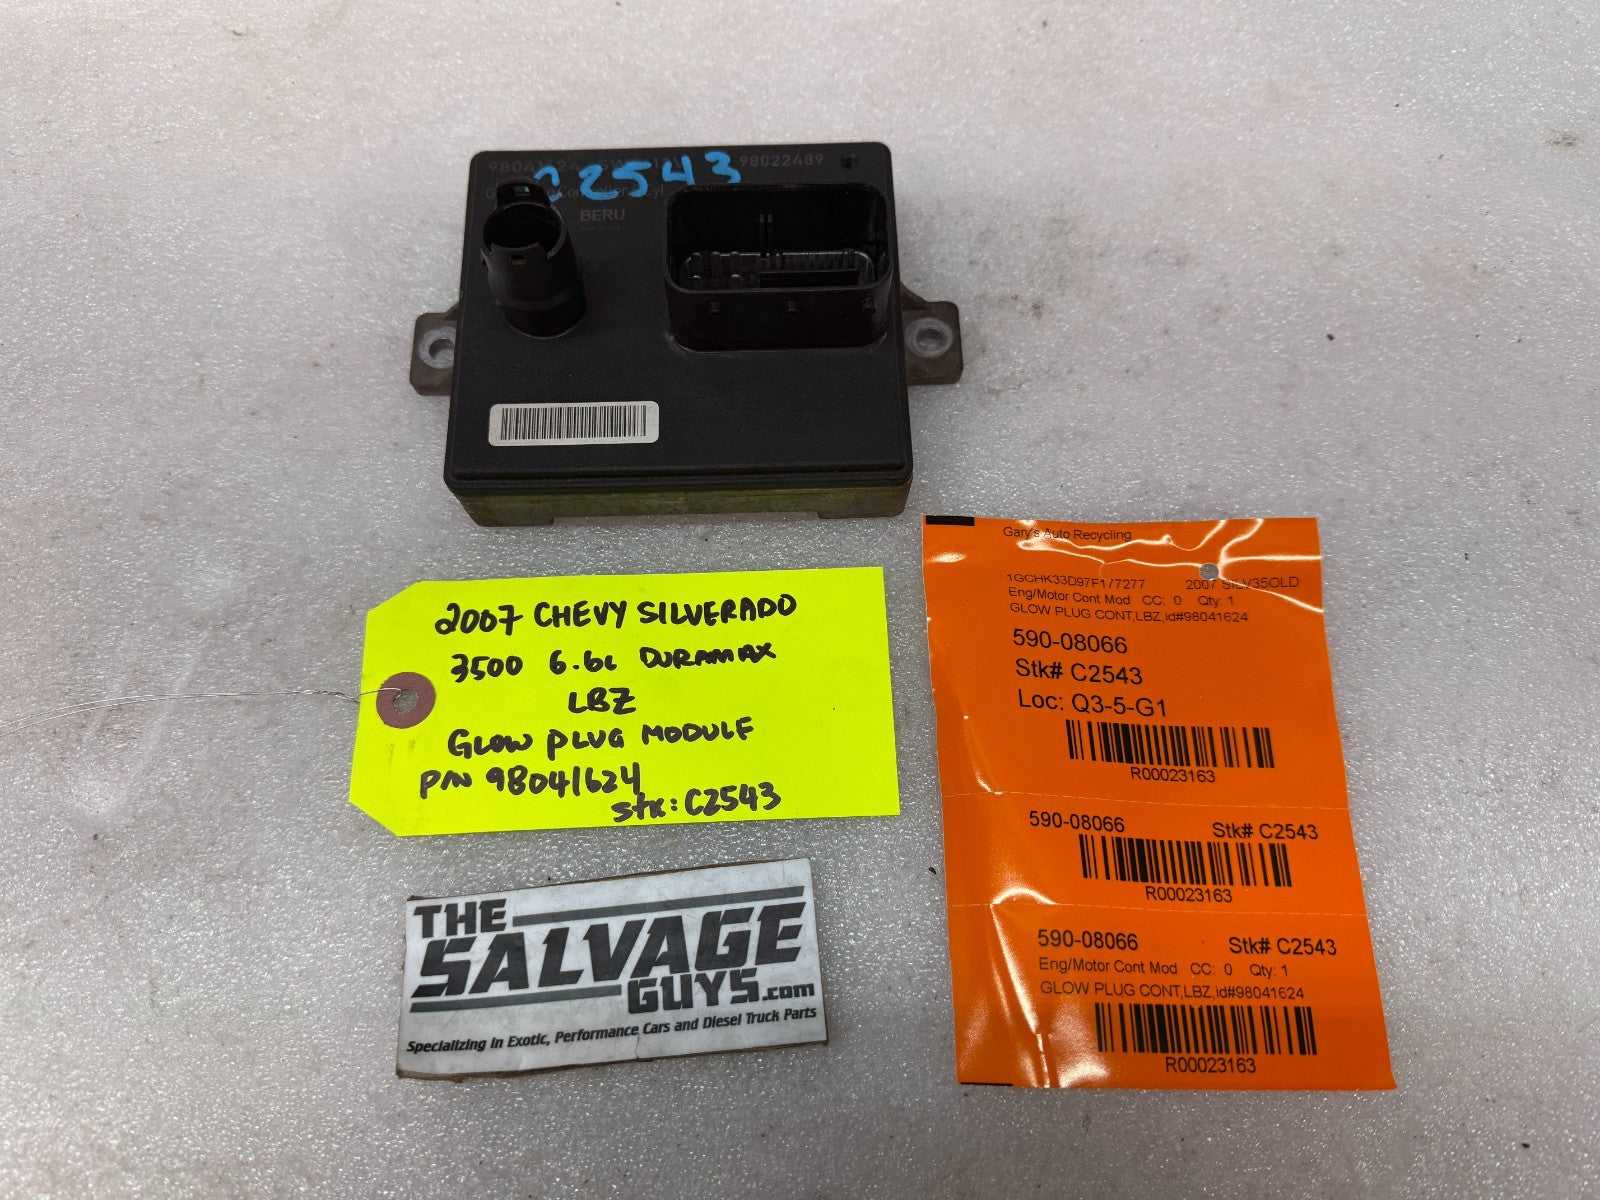 98041624 12V 98022489
C2543
BERU
2007 CHEVY SILVERADO
3500 6.6L DURAMAX
LBZ
GLOW PLUG MODULE
P/N 98041624
Stk: C2543
THE
SALVAGE
GUYS.com
Specializing in Exotic, Performance Cars and Diesel Truck Parts
Gary's Auto Recycling
1GCHK33D97F177277 2007 SILV35OLD
Eng/Motor Cont Mod CC: 0 Qty: 1
GLOW PLUG CONT,LBZ,id#98041624
590-08066
Stk# C2543
Loc: Q3-5-G1
R00023163
590-08066 Stk# C2543
R00023163
590-08066 Stk# C2543
Eng/Motor Cont Mod CC: 0 Qty: 1
GLOW PLUG CONT,LBZ,id#98041624
R00023163